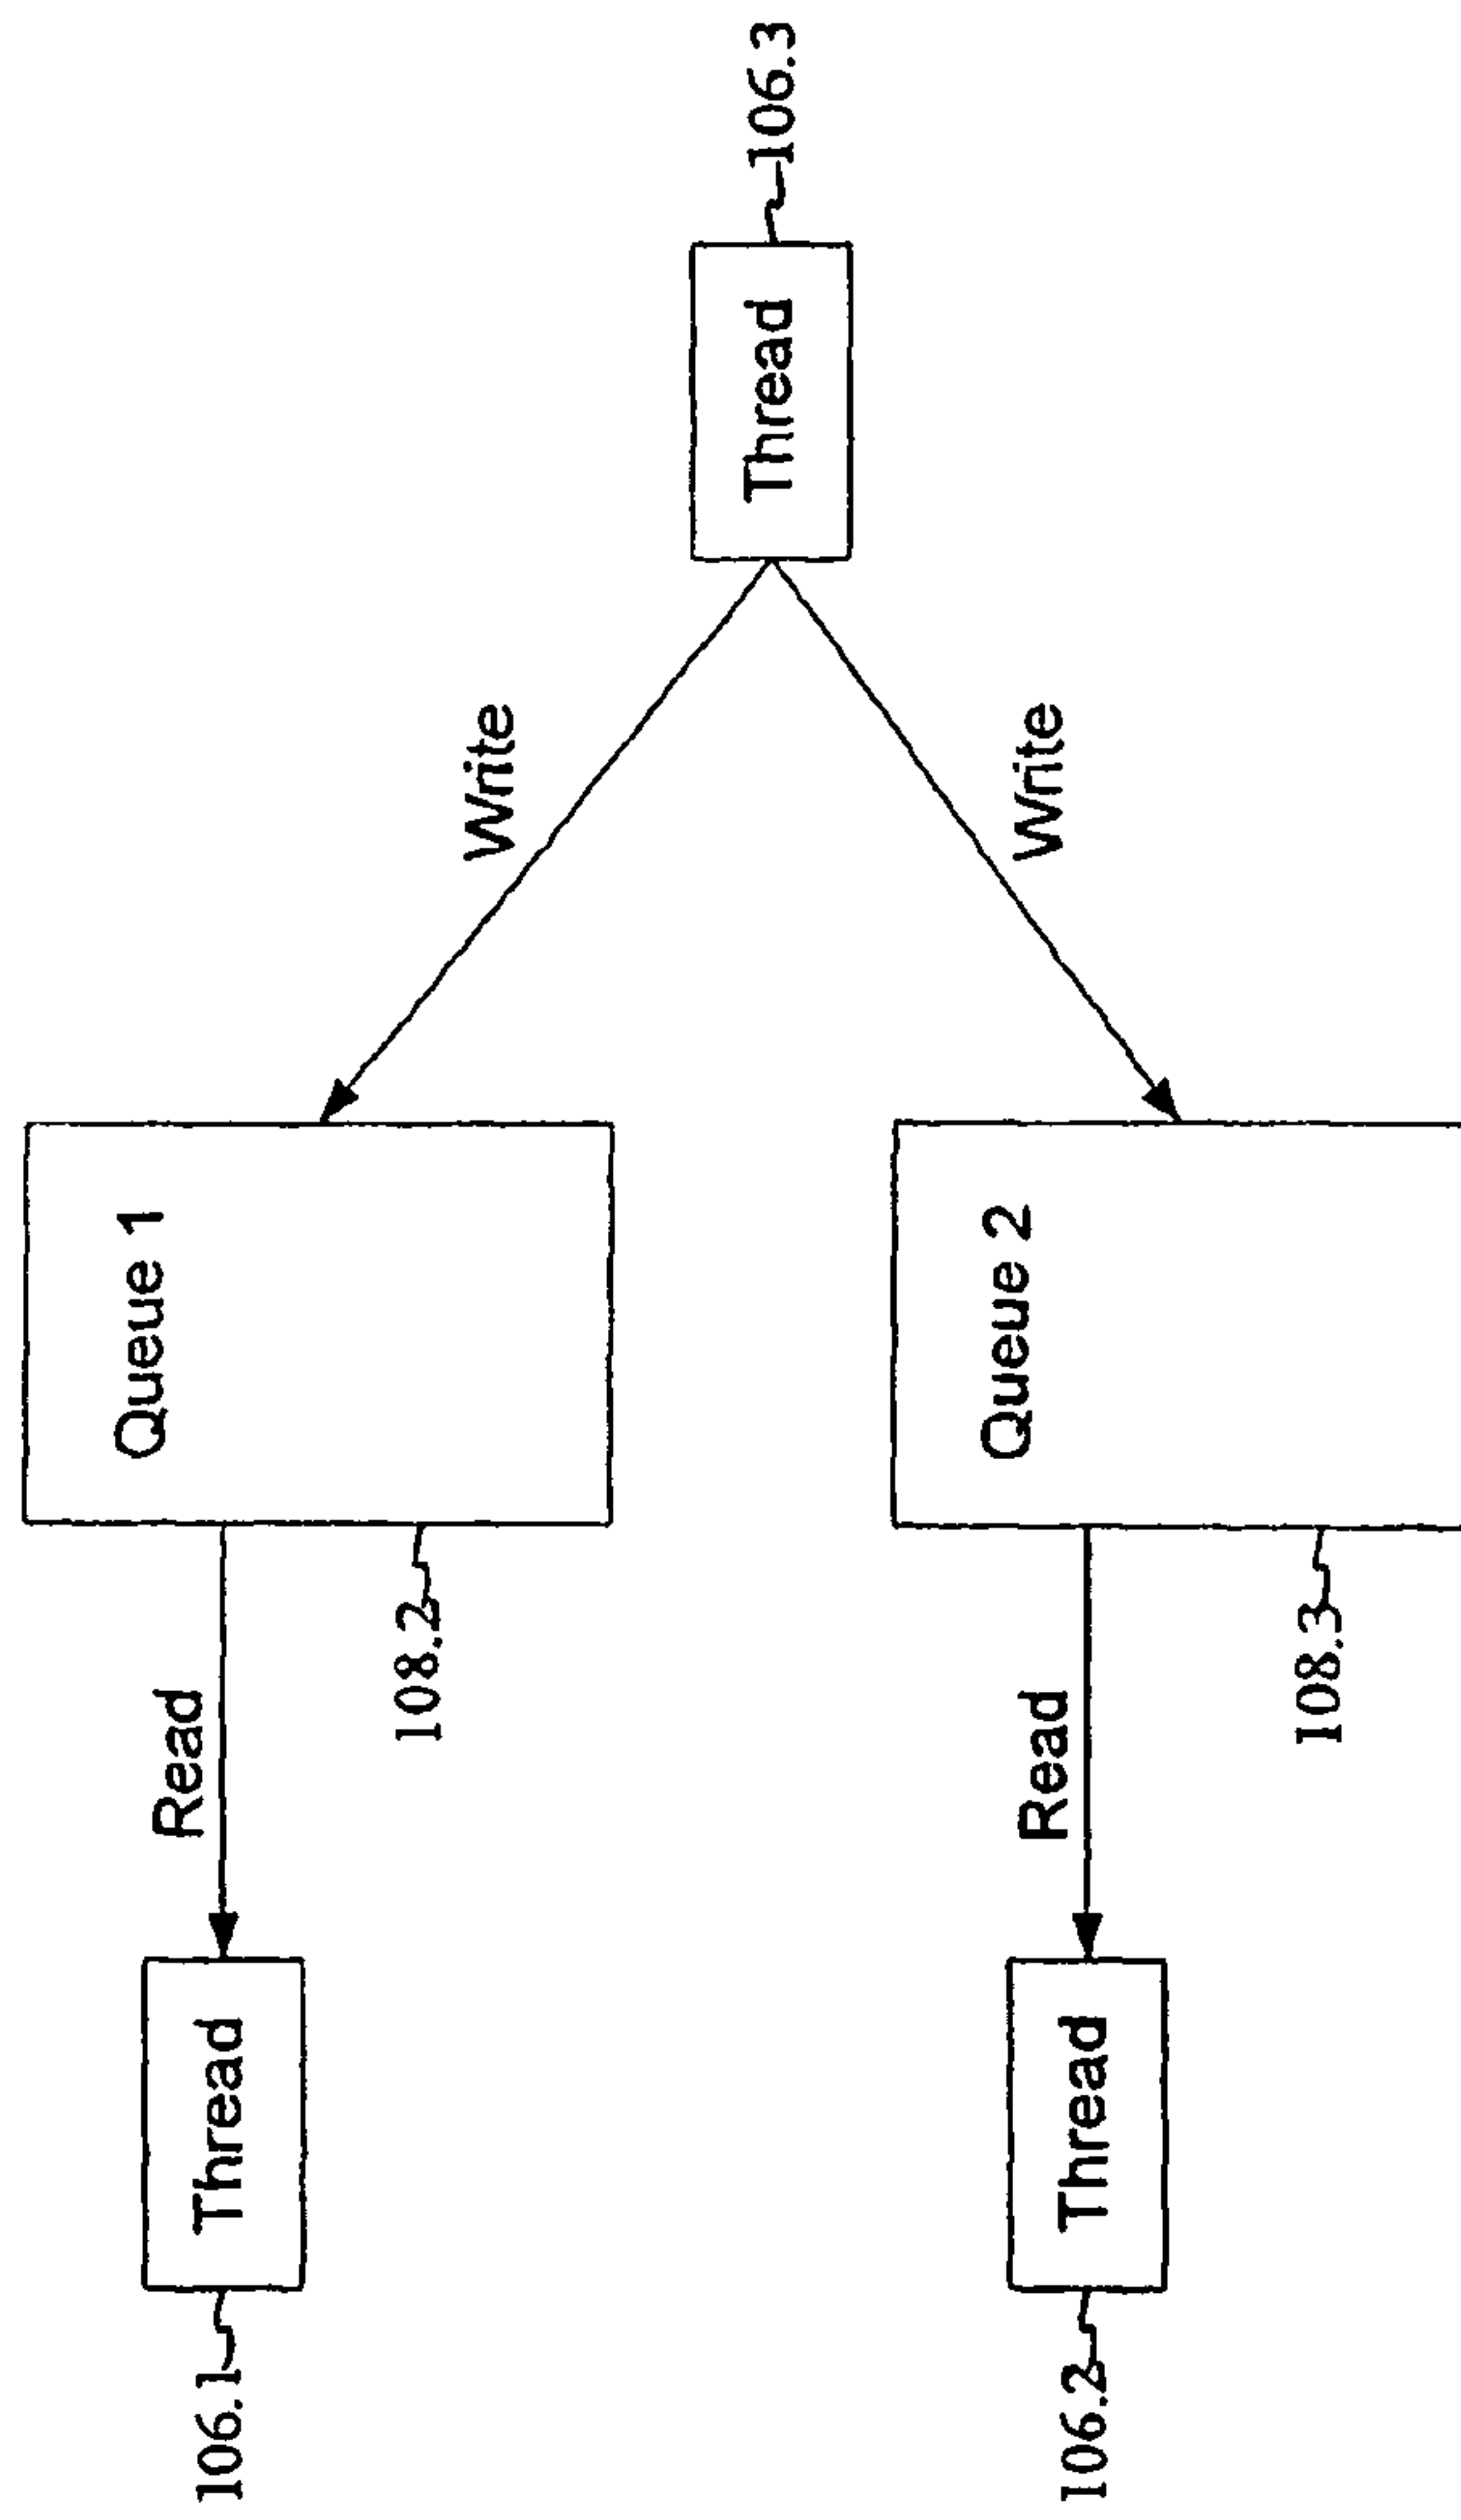 106.1
Thread
Read
Queue 1
108.2
Write
Thread
106.3
106.2
Thread
Read
Queue 2
108.3
Write